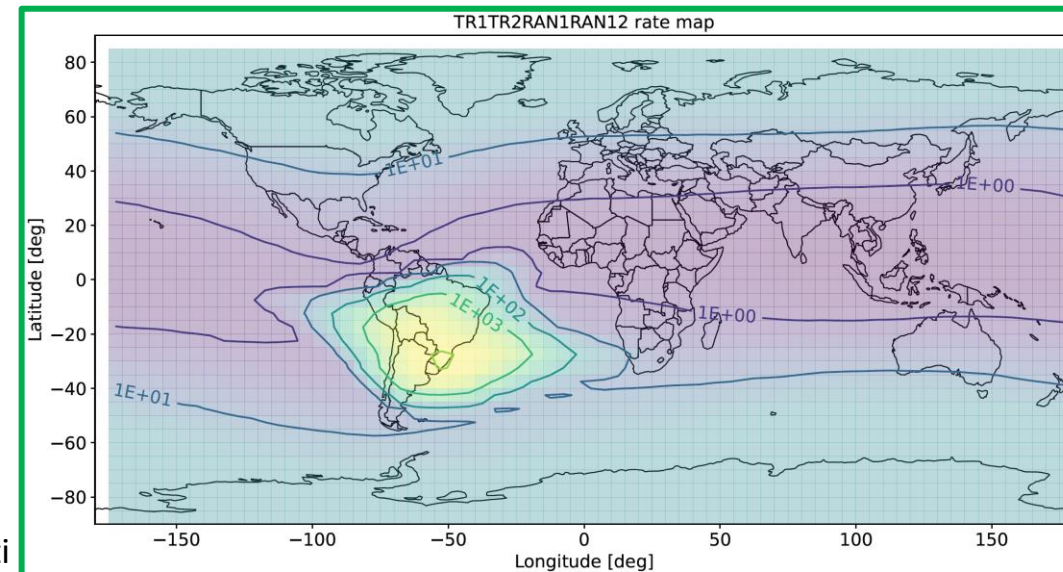 TR1TR2RAN1RAN12 rate map
Latitude [deg]
80
60
40
20
0
−20
−40
−60
−80
1E+01
1E+00
1E+02
1E+03
1E+00
1E+01
−150
−100
−50
0
50
100
150
Longitude [deg]